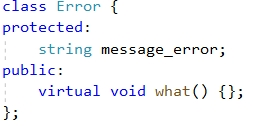 class Error {
protected:
    string message_error;
public:
    virtual void what() {};
};